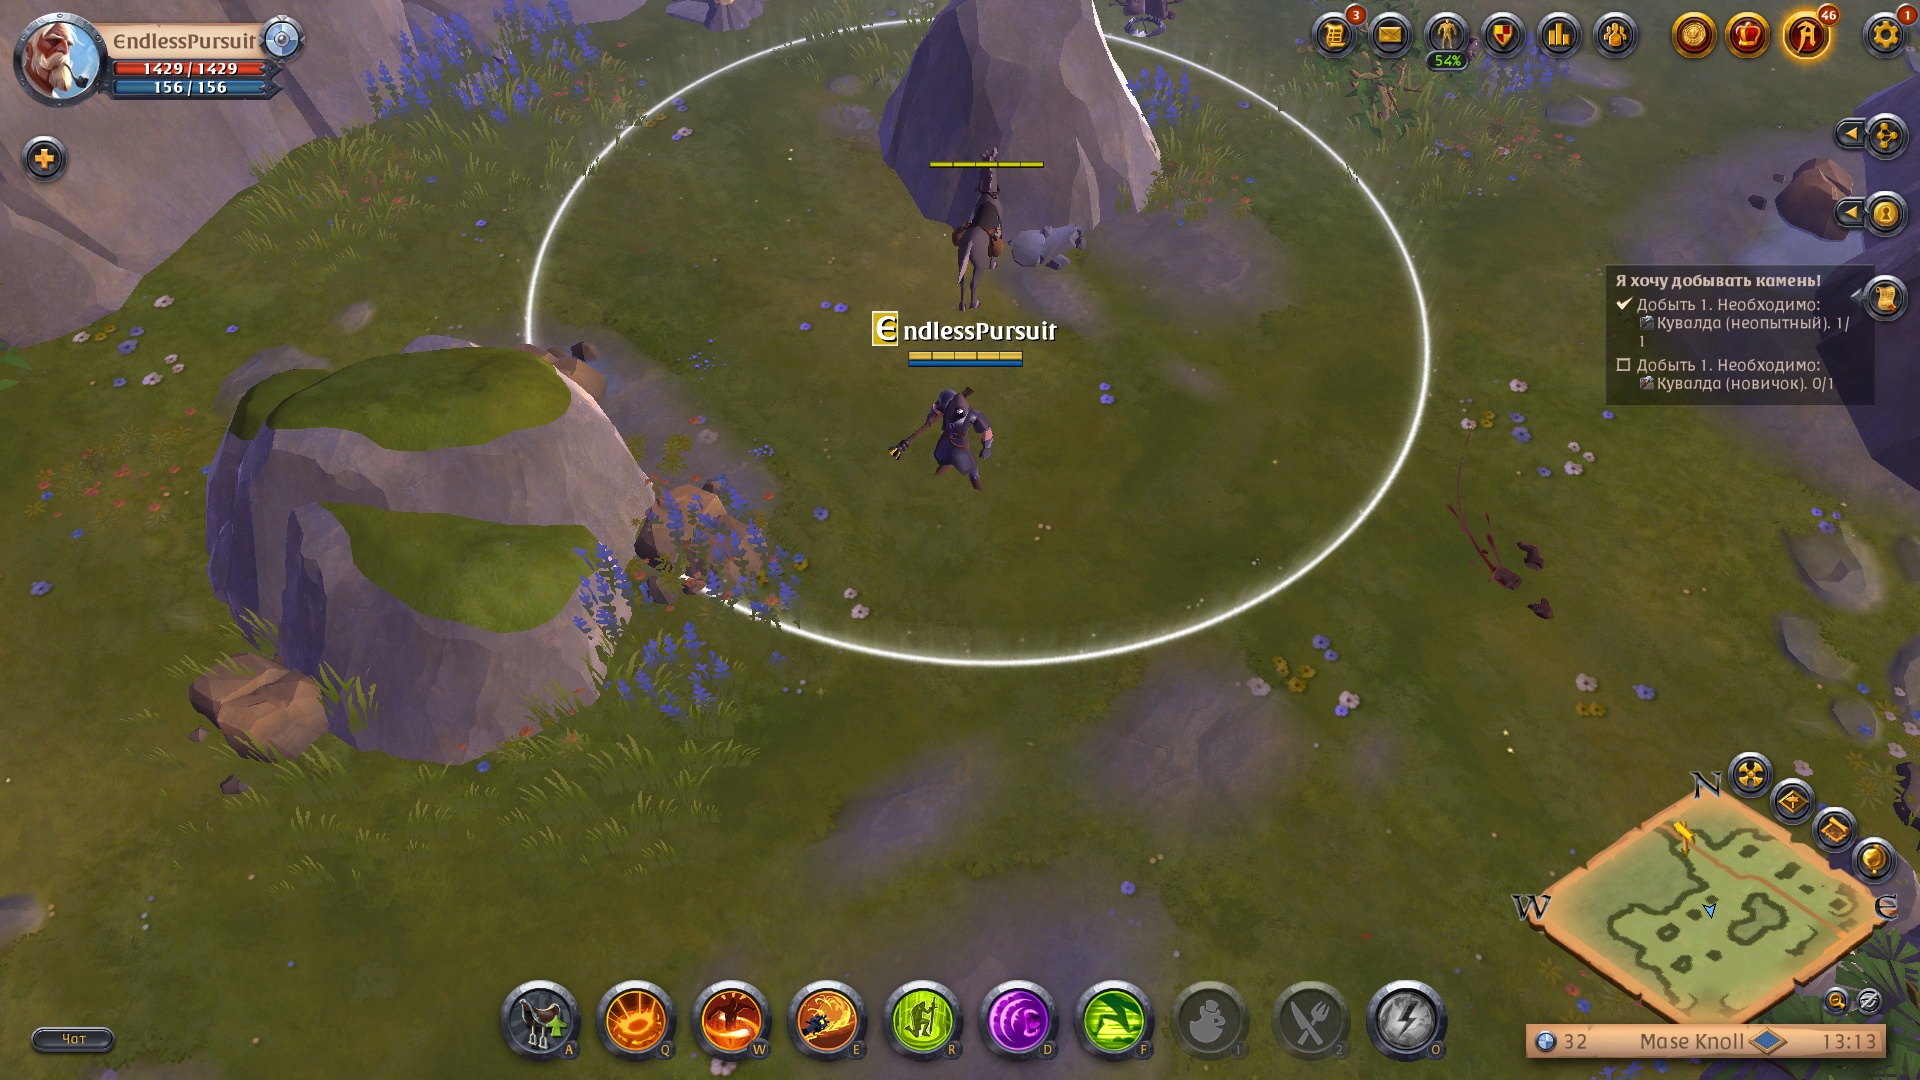 EndlessPursuit
1429 / 1429
156 / 156
3
54%
46
1
EndlessPursuit
Я хочу добывать камень!
Добыть 1. Необходимо:
Кувалда (неопытный). 1/
1
Добыть 1. Необходимо:
Кувалда (новичок). 0/1
N
W
E
A
Q
W
E
R
D
F
1
2
O
Чат
32
Mase Knoll
13:13